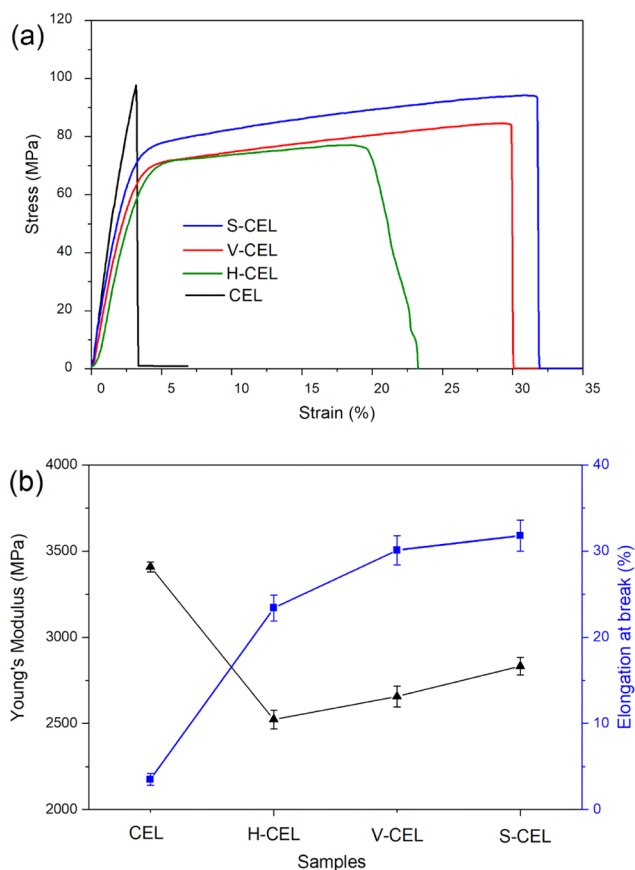 (a)
120
100
80
60
40
20
0
Stress (MPa)
S-CEL
V-CEL
H-CEL
CEL
0 5 10 15 20 25 30 35
Strain (%)
(b)
4000 40
3500 30
3000 20
2500 10
2000 0
Young's Modulus (MPa)
Elongation at break (%)
CEL H-CEL V-CEL S-CEL
Samples